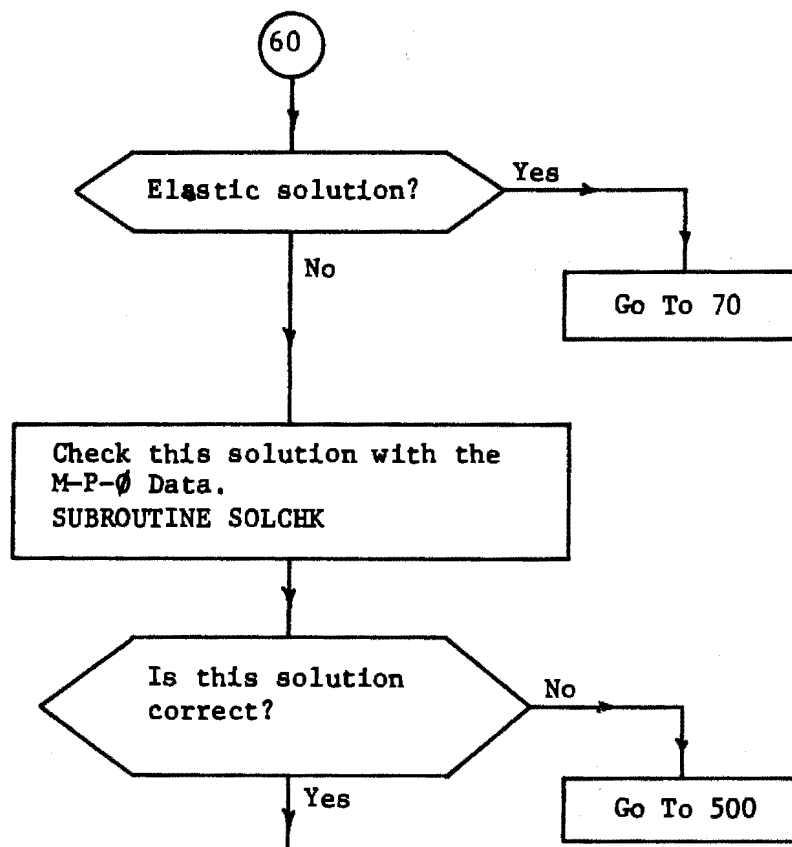 60
Elastic solution?
Yes
No
Go To 70
Check this solution with the
M-P-Ø Data.
SUBROUTINE SOLCHK
Is this solution
correct?
No
Yes
Go To 500